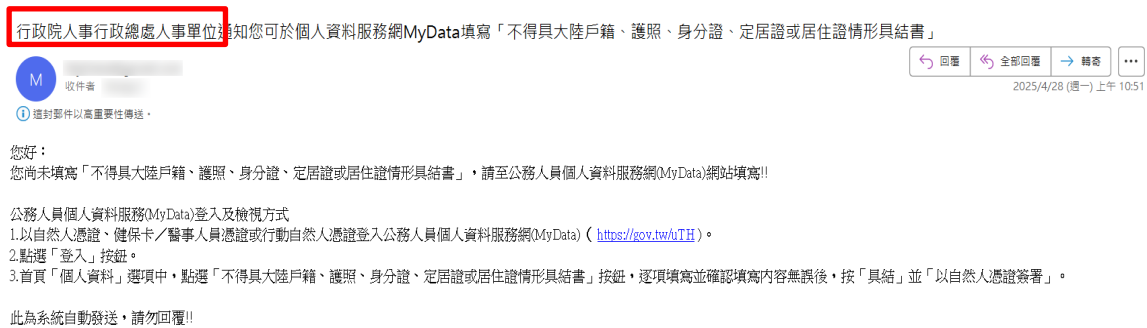 行政院人事行政總處人事單位通知您可於個人資料服務網MyData填寫「不得具大陸戶籍、護照、身分證、定居證或居住證情形具結書」
回覆 全部回覆 轉寄 ...
M
收件者
2025/4/28 (週一) 上午 10:51
這封郵件以高重要性傳送。
您好：
您尚未填寫「不得具大陸戶籍、護照、身分證、定居證或居住證情形具結書」，請至公務人員個人資料服務網(MyData)網站填寫!!
公務人員個人資料服務(MyData)登入及檢視方式
1.以自然人憑證、健保卡／醫事人員憑證或行動自然人憑證登入公務人員個人資料服務網(MyData)（ https://gov.tw/uTH ）。
2.點選「登入」按鈕。
3.首頁「個人資料」選項中，點選「不得具大陸戶籍、護照、身分證、定居證或居住證情形具結書」按鈕，逐項填寫並確認填寫內容無誤後，按「具結」並「以自然人憑證簽署」。
此為系統自動發送，請勿回覆!!